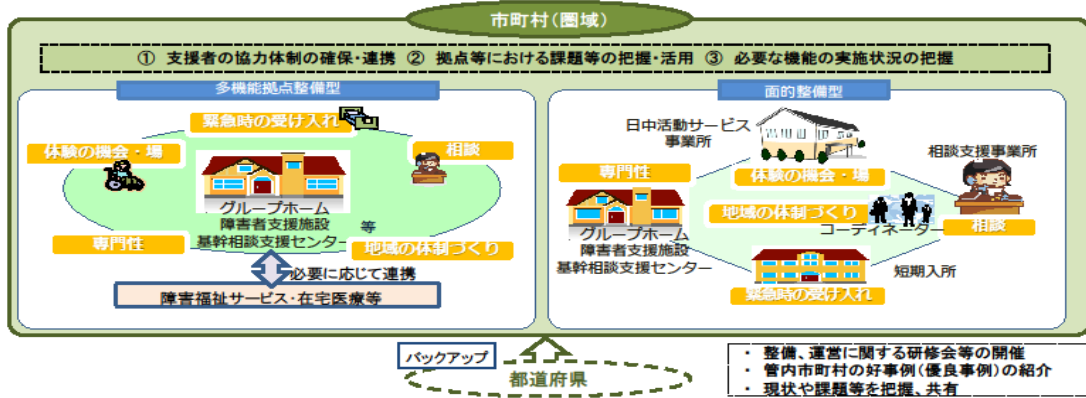 市町村(圏域)
① 支援者の協力体制の確保・連携 ② 拠点等における課題等の把握・活用 ③ 必要な機能の実施状況の把握
多機能拠点整備型
緊急時の受け入れ
体験の機会・場
相談
グループホーム
障害者支援施設
基幹相談支援センター
等
専門性
地域の体制づくり
必要に応じて連携
障害福祉サービス・在宅医療等
面的整備型
日中活動サービス
事業所
相談支援事業所
専門性
体験の機会・場
地域の体制づくり
コーディネーター
相談
グループホーム
障害者支援施設
基幹相談支援センター
短期入所
緊急時の受け入れ
バックアップ
都道府県
・ 整備、運営に関する研修会等の開催
・ 管内市町村の好事例(優良事例)の紹介
・ 現状や課題等を把握、共有